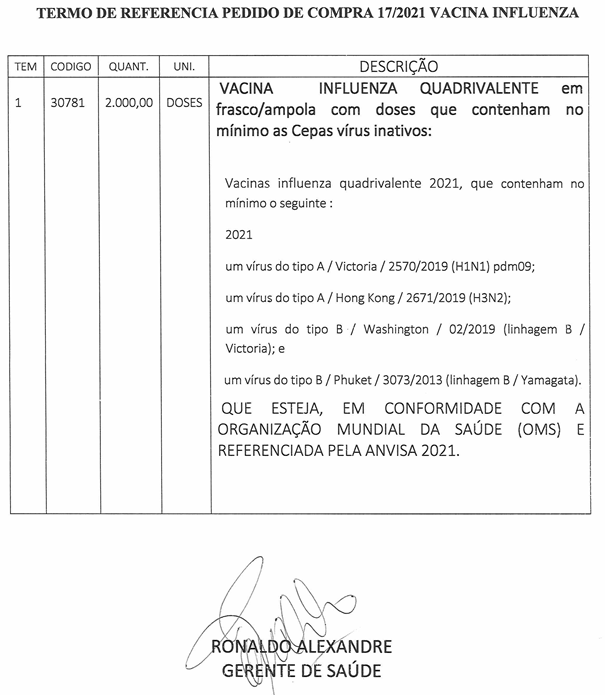 TERMO DE REFERENCIA PEDIDO DE COMPRA 17/2021 VACINA INFLUENZA
TEM CODIGO QUANT. UNI. DESCRIÇÃO
1 30781 2.000,00 DOSES VACINA INFLUENZA QUADRIVALENTE em
frasco/ampola com doses que contenham no
mínimo as Cepas vírus inativos:
Vacinas influenza quadrivalente 2021, que contenham no
mínimo o seguinte :
2021
um vírus do tipo A / Victoria / 2570/2019 (H1N1) pdm09;
um vírus do tipo A / Hong Kong / 2671/2019 (H3N2);
um vírus do tipo B / Washington / 02/2019 (linhagem B /
Victoria); e
um vírus do tipo B / Phuket / 3073/2013 (linhagem B / Yamagata).
QUE ESTEJA, EM CONFORMIDADE COM A
ORGANIZAÇÃO MUNDIAL DA SAÚDE (OMS) E
REFERENCIADA PELA ANVISA 2021.
RONALDO ALEXANDRE
GERENTE DE SAÚDE